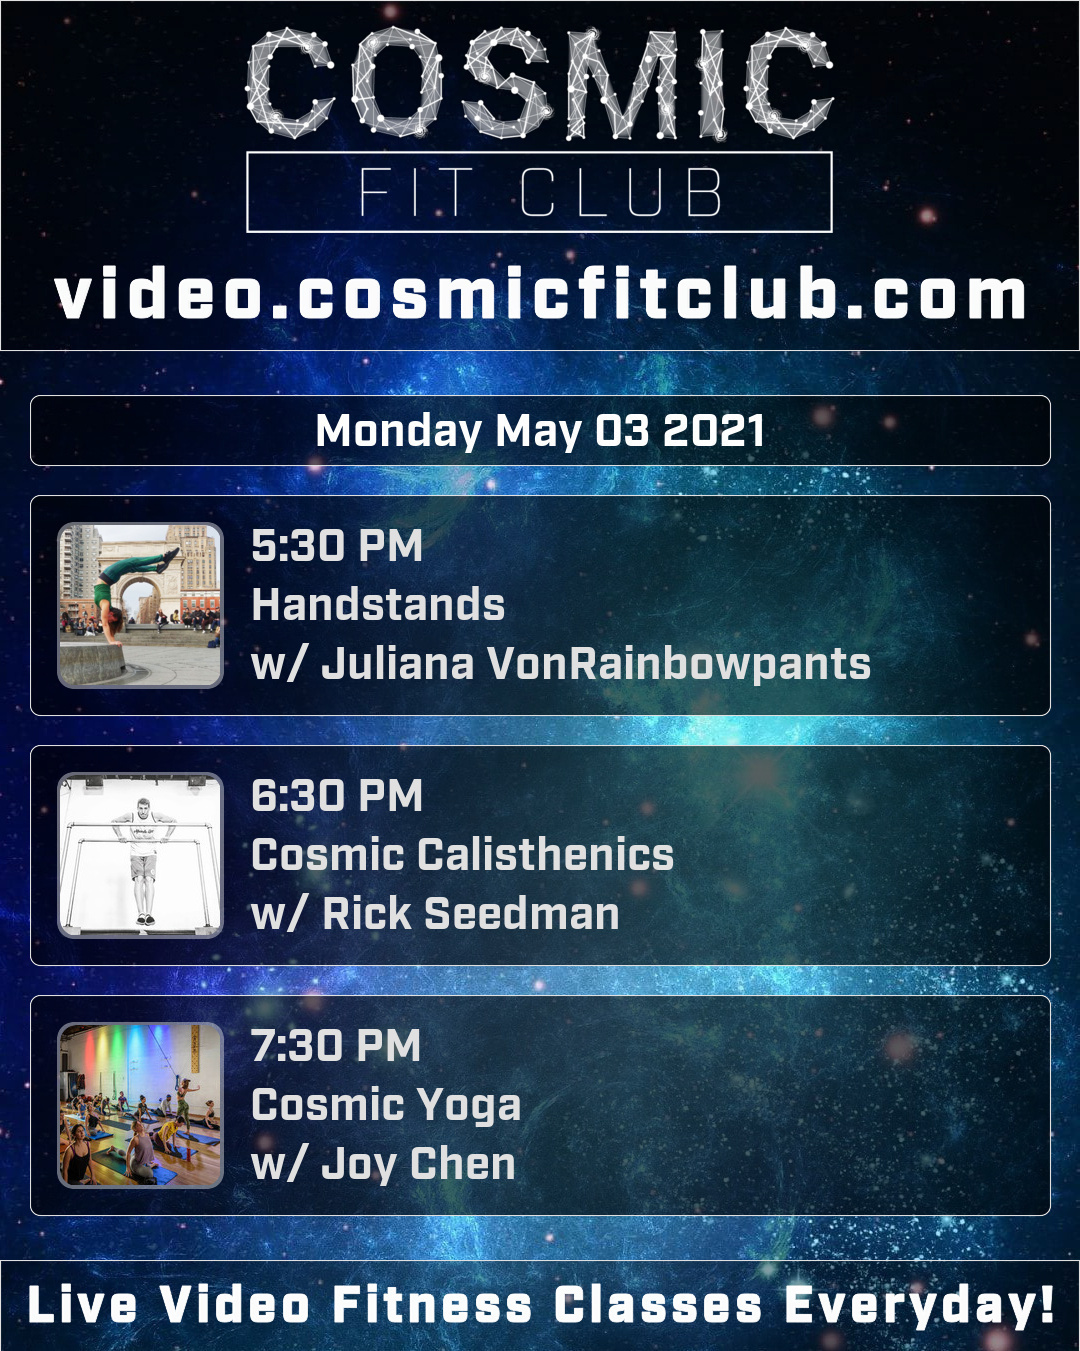 COSMIC
FIT CLUB
video.cosmicfitclub.com
Monday May 03 2021
5:30 PM
Handstands
w/ Juliana VonRainbowpants
6:30 PM
Cosmic Calisthenics
w/ Rick Seedman
7:30 PM
Cosmic Yoga
w/ Joy Chen
Live Video Fitness Classes Everyday!